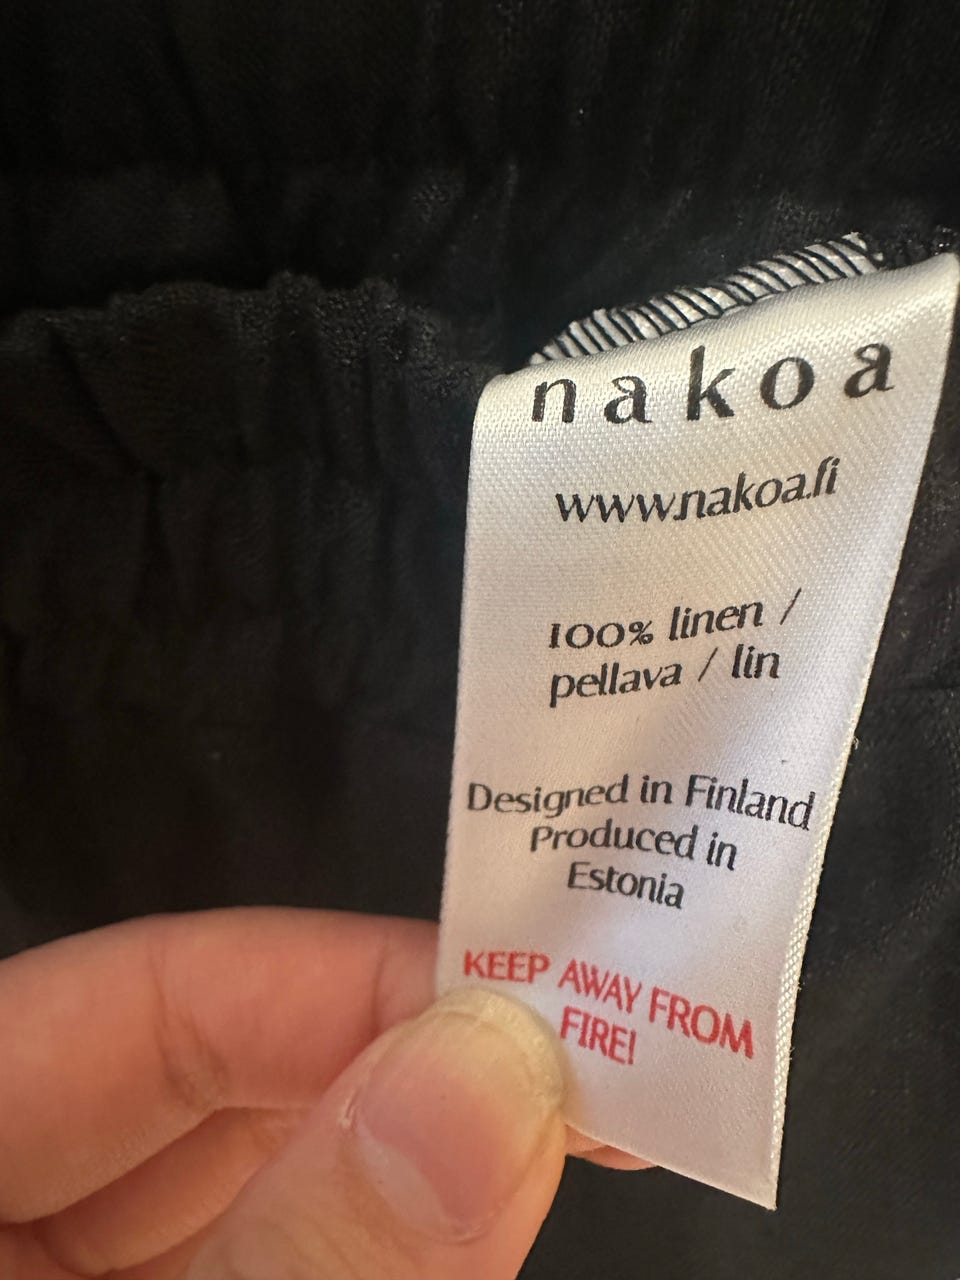 nakoa
www.nakoa.fi
100% linen /
pellava / lin
Designed in Finland
Produced in
Estonia
KEEP AWAY FROM
FIRE!